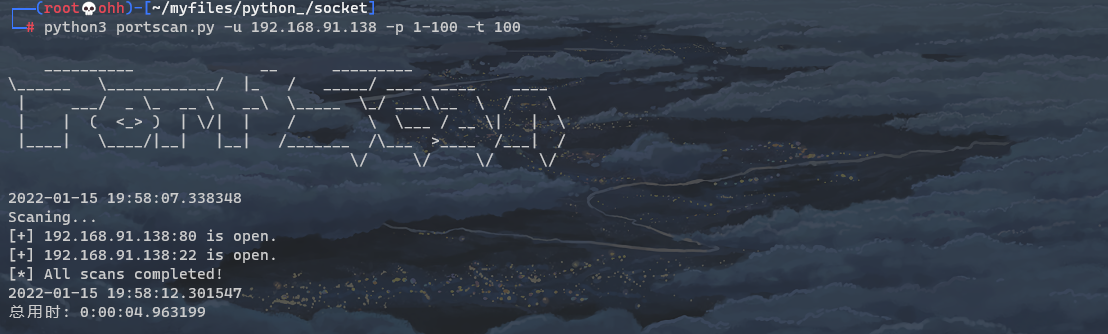 (root💀ohh)-[~/myfiles/python_/socket]
# python3 portscan.py -u 192.168.91.138 -p 1-100 -t 100
PortScan
2022-01-15 19:58:07.338348
Scaning...
[+] 192.168.91.138:80 is open.
[+] 192.168.91.138:22 is open.
[*] All scans completed!
2022-01-15 19:58:12.301547
总用时: 0:00:04.963199